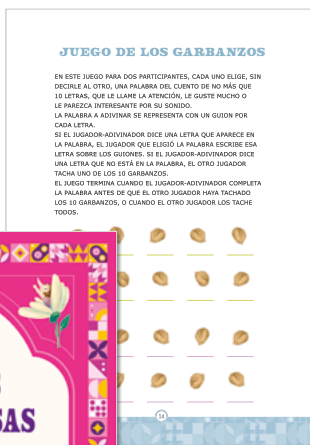 JUEGO DE LOS GARBANZOS
EN ESTE JUEGO PARA DOS PARTICIPANTES, CADA UNO ELIGE, SIN
DECIRLE AL OTRO, UNA PALABRA DEL CUENTO DE NO MÁS QUE
10 LETRAS, QUE LE LLAME LA ATENCIÓN, LE GUSTE MUCHO O
LE PAREZCA INTERESANTE POR SU SONIDO.
LA PALABRA A ADIVINAR SE REPRESENTA CON UN GUION POR
CADA LETRA.
SI EL JUGADOR-ADIVINADOR DICE UNA LETRA QUE APARECE EN
LA PALABRA, EL JUGADOR QUE ELIGIÓ LA PALABRA ESCRIBE ESA
LETRA SOBRE LOS GUIONES. SI EL JUGADOR-ADIVINADOR DICE
UNA LETRA QUE NO ESTÁ EN LA PALABRA, EL OTRO JUGADOR
TACHA UNO DE LOS 10 GARBANZOS.
EL JUEGO TERMINA CUANDO EL JUGADOR-ADIVINADOR COMPLETA
LA PALABRA ANTES DE QUE EL OTRO JUGADOR HAYA TACHADO
LOS 10 GARBANZOS, O CUANDO EL OTRO JUGADOR LOS TACHE
TODOS.
SAS
14